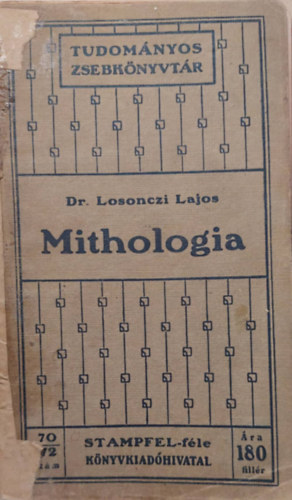 TUDOMÁNYOS
ZSEBKÖNYVTÁR
Dr. Losonczi Lajos
Mithologia
70
72
STAMPFEL-féle
KÖNYVKIADÓHIVATAL
Ára
180
fillér